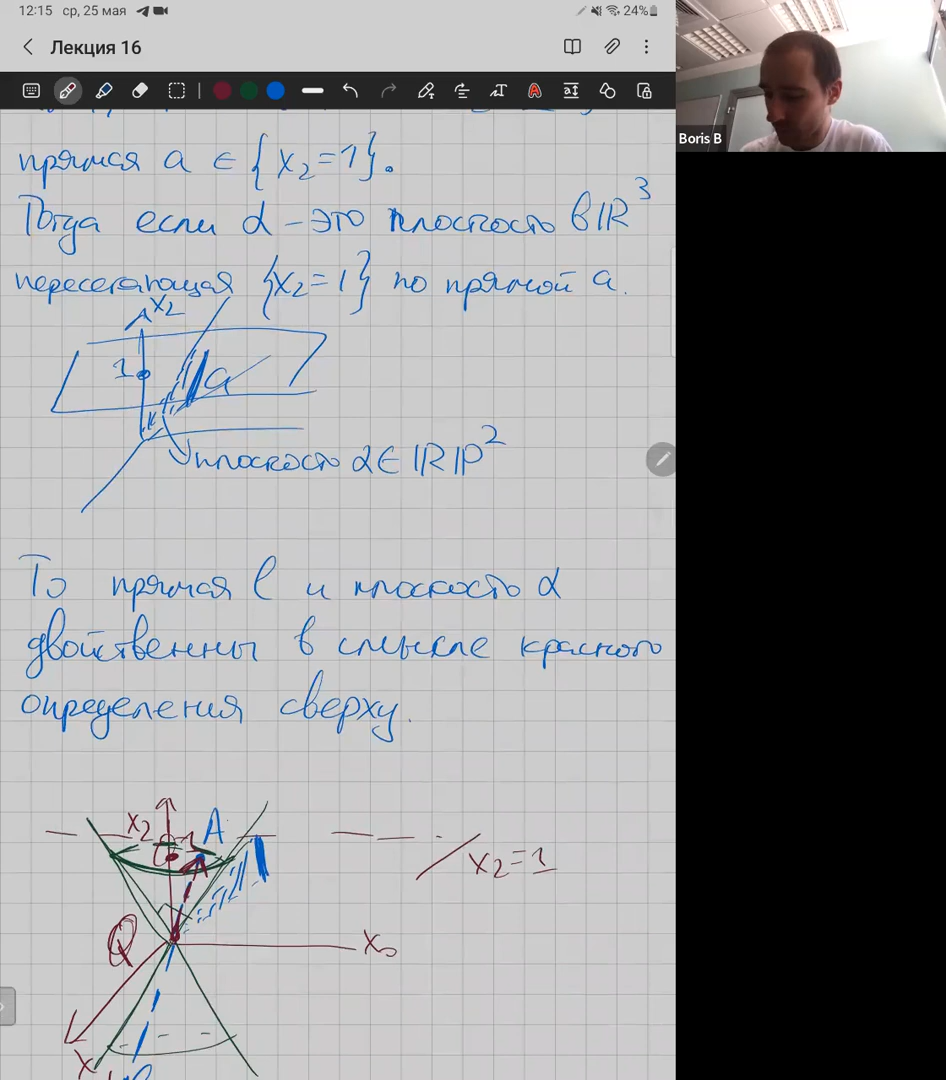 12:15 ср, 25 мая 24%
Лекция 16
Boris B
прямая a ∈ {x₂=1}.
Тогда если α – это плоскость в ℝ³
пересекающая {x₂=1} по прямой a.
x₂
1
a
плоскость α ∈ ℝℙ²
То прямая l и плоскость α
двойственны в смысле красного
определения сверху.
x₂ 1 A
x₂=1
Q x₀
x